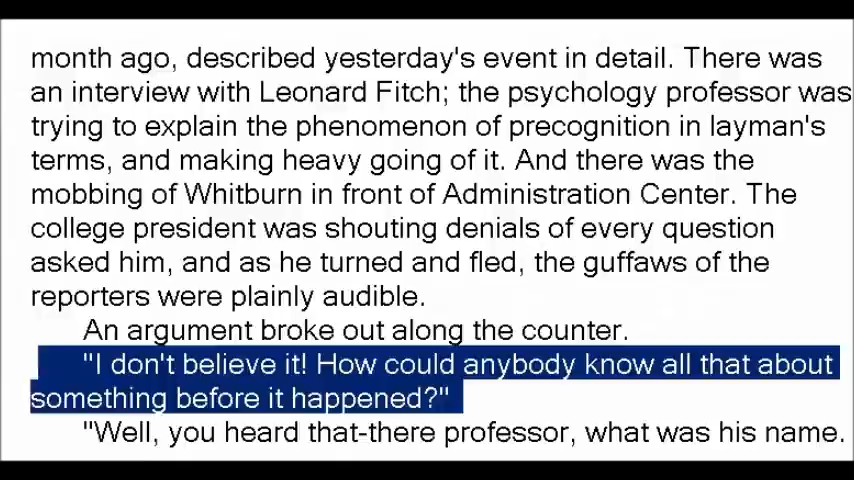 month ago, described yesterday's event in detail. There was
an interview with Leonard Fitch; the psychology professor was
trying to explain the phenomenon of precognition in layman's
terms, and making heavy going of it. And there was the
mobbing of Whitburn in front of Administration Center. The
college president was shouting denials of every question
asked him, and as he turned and fled, the guffaws of the
reporters were plainly audible.
An argument broke out along the counter.
"I don't believe it! How could anybody know all that about
something before it happened?"
"Well, you heard that-there professor, what was his name.